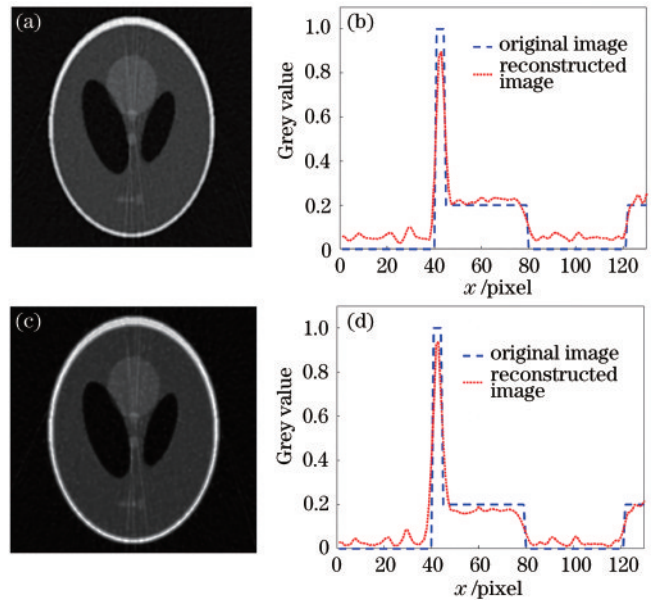 (a)
(b)
1.0
0.8
0.6
0.4
0.2
0
Grey value
original image
reconstructed
image
0 20 40 60 80 100 120
x/pixel
(c)
(d)
1.0
0.8
0.6
0.4
0.2
0
Grey value
original image
reconstructed
image
0 20 40 60 80 100 120
x/pixel